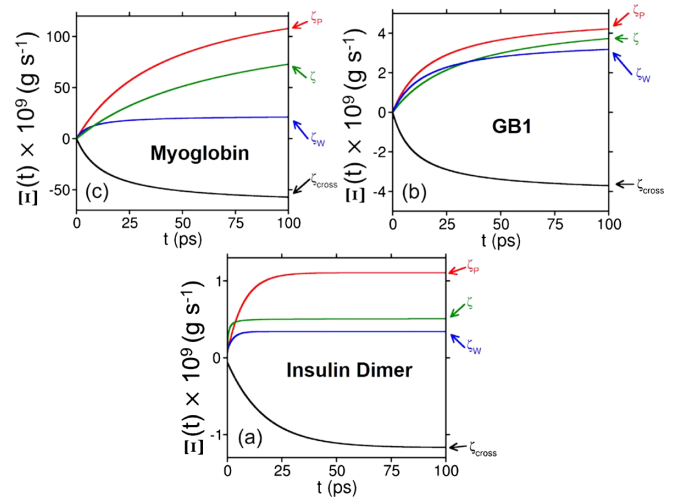 Ξ(t) × 10⁹ (g s⁻¹)
100
50
0
-50
0 25 50 75 100
t (ps)
Myoglobin
(c)
ζP
ζ
ζW
ζcross
Ξ(t) × 10⁹ (g s⁻¹)
4
2
0
-2
-4
0 25 50 75 100
t (ps)
GB1
(b)
ζP
ζ
ζW
ζcross
Ξ(t) × 10⁹ (g s⁻¹)
1
0
-1
0 25 50 75 100
t (ps)
Insulin Dimer
(a)
ζP
ζ
ζW
ζcross